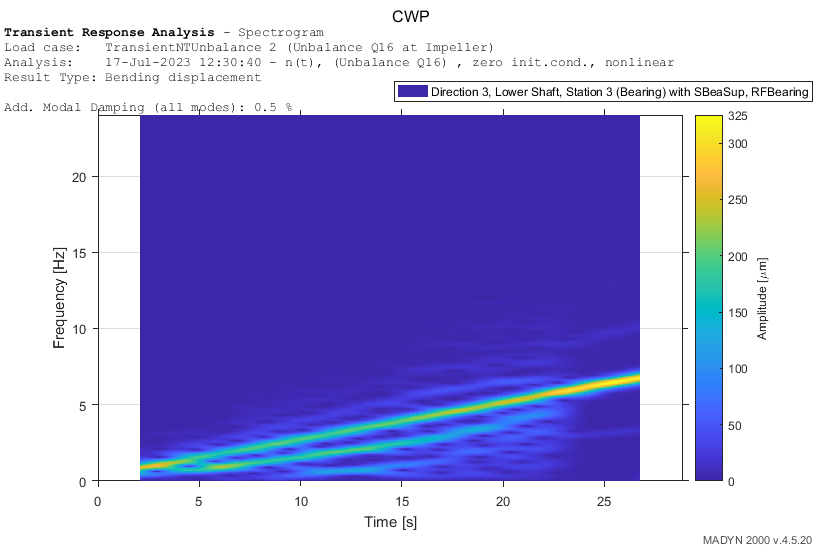 CWP
Transient Response Analysis - Spectrogram
Load case: TransientNTUnbalance 2 (Unbalance Q16 at Impeller)
Analysis: 17-Jul-2023 12:30:40 - n(t), (Unbalance Q16) , zero init.cond., nonlinear
Result Type: Bending displacement
Direction 3, Lower Shaft, Station 3 (Bearing) with SBeaSup, RFBearing
Add. Modal Damping (all modes): 0.5 %
Frequency [Hz]
20
15
10
5
0
0 5 10 15 20 25
Time [s]
325
300
250
200
150
100
50
0
Amplitude [μm]
MADYN 2000 v.4.5.20